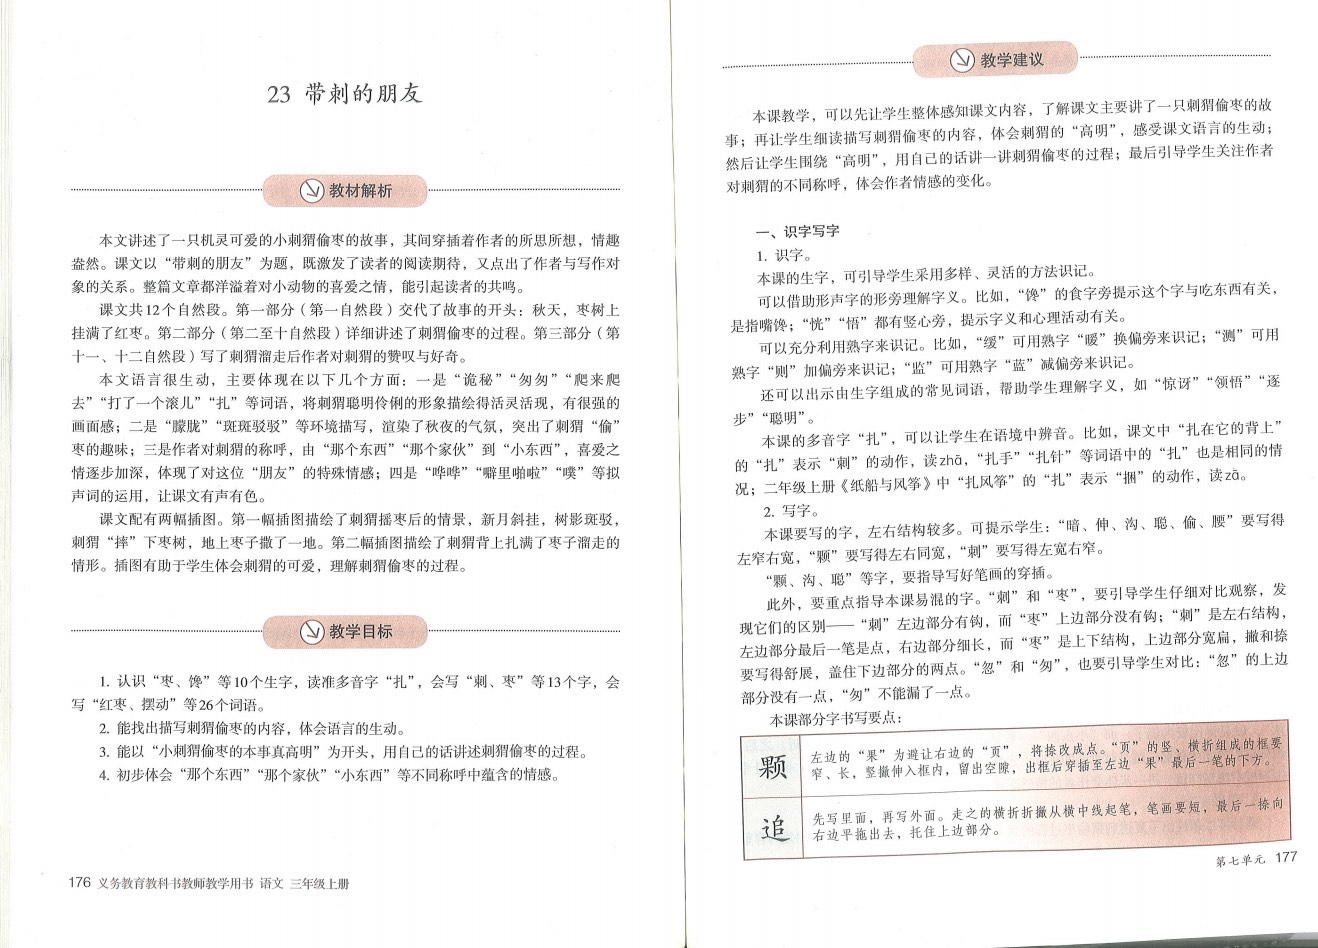 23 带刺的朋友
教材解析
本文讲述了一只机灵可爱的小刺猬偷枣的故事，其间穿插着作者的所思所想，情趣
盎然。课文以“带刺的朋友”为题，既激发了读者的阅读期待，又点出了作者与写作对
象的关系。整篇文章都洋溢着对小动物的喜爱之情，能引起读者的共鸣。
课文共12个自然段。第一部分（第一自然段）交代了故事的开头：秋天，枣树上
挂满了红枣。第二部分（第二至十自然段）详细讲述了刺猬偷枣的过程。第三部分（第
十一、十二自然段）写了刺猬溜走后作者对刺猬的赞叹与好奇。
本文语言很生动，主要体现在以下几个方面：一是“诡秘”“匆匆”“爬来爬
去”“打了一个滚儿”“扎”等词语，将刺猬聪明伶俐的形象描绘得活灵活现，有很强的
画面感；二是“朦胧”“斑斑驳驳”等环境描写，渲染了秋夜的气氛，突出了刺猬“偷”
枣的趣味；三是作者对刺猬的称呼，由“那个东西”“那个家伙”到“小东西”，喜爱之
情逐步加深，体现了对这位“朋友”的特殊情感；四是“哗哗”“噼里啪啦”“噗”等拟
声词的运用，让课文有声有色。
课文配有两幅插图。第一幅插图描绘了刺猬摇枣后的情景，新月斜挂，树影斑驳，
刺猬“摔”下枣树，地上枣子撒了一地。第二幅插图描绘了刺猬背上扎满了枣子溜走的
情形。插图有助于学生体会刺猬的可爱，理解刺猬偷枣的过程。
教学目标
1. 认识“枣、馋”等10个生字，读准多音字“扎”，会写“刺、枣”等13个字，会
写“红枣、摆动”等26个词语。
2. 能找出描写刺猬偷枣的内容，体会语言的生动。
3. 能以“小刺猬偷枣的本事真高明”为开头，用自己的话讲述刺猬偷枣的过程。
4. 初步体会“那个东西”“那个家伙”“小东西”等不同称呼中蕴含的情感。
176 义务教育教科书教师教学用书 语文 三年级上册
教学建议
本课教学，可以先让学生整体感知课文内容，了解课文主要讲了一只刺猬偷枣的故
事；再让学生细读描写刺猬偷枣的内容，体会刺猬的“高明”，感受课文语言的生动；
然后让学生围绕“高明”，用自己的话讲一讲刺猬偷枣的过程；最后引导学生关注作者
对刺猬的不同称呼，体会作者情感的变化。
一、识字写字
1. 识字。
本课的生字，可引导学生采用多样、灵活的方法识记。
可以借助形声字的形旁理解字义。比如，“馋”的食字旁提示这个字与吃东西有关，
是指嘴馋；“恍”“悟”都有竖心旁，提示字义和心理活动有关。
可以充分利用熟字来识记。比如，“缓”可用熟字“暖”换偏旁来识记；“测”可用
熟字“则”加偏旁来识记；“监”可用熟字“蓝”减偏旁来识记。
还可以出示由生字组成的常见词语，帮助学生理解字义，如“惊讶”“领悟”“逐
步”“聪明”。
本课的多音字“扎”，可以让学生在语境中辨音。比如，课文中“扎在它的背上”
的“扎”表示“刺”的动作，读zhā，“扎手”“扎针”等词语中的“扎”也是相同的情
况；二年级上册《纸船与风筝》中“扎风筝”的“扎”表示“捆”的动作，读zā。
2. 写字。
本课要写的字，左右结构较多。可提示学生：“暗、伸、沟、聪、偷、腰”要写得
左窄右宽，“颗”要写得左右同宽，“刺”要写得左宽右窄。
“颗、沟、聪”等字，要指导写好笔画的穿插。
此外，要重点指导本课易混的字。“刺”和“枣”，要引导学生仔细对比观察，发
现它们的区别——“刺”左边部分有钩，而“枣”上边部分没有钩；“刺”是左右结构，
左边部分最后一笔是点，右边部分细长，而“枣”是上下结构，上边部分宽扁，撇和捺
要写得舒展，盖住下边部分的两点。“忽”和“匆”，也要引导学生对比：“忽”的上边
部分没有一点，“匆”不能漏了一点。
本课部分字书写要点：
颗
左边的“果”为避让右边的“页”，将捺改成点。“页”的竖、横折组成的框要
窄、长，竖撇伸入框内，留出空隙，出框后穿插至左边“果”最后一笔的下方。
追
先写里面，再写外面。走之的横折折撇从横中线起笔，笔画要短，最后一捺向
右边平拖出去，托住上边部分。
第七单元 177